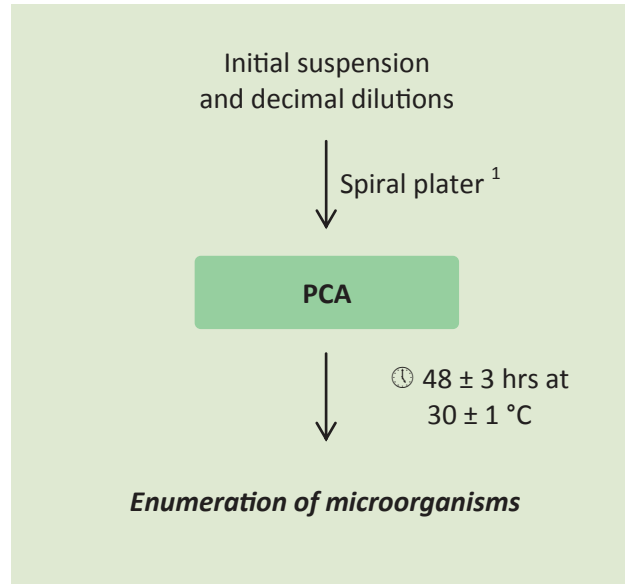 Initial suspension
and decimal dilutions
Spiral plater ¹
PCA
48 ± 3 hrs at
30 ± 1 °C
Enumeration of microorganisms